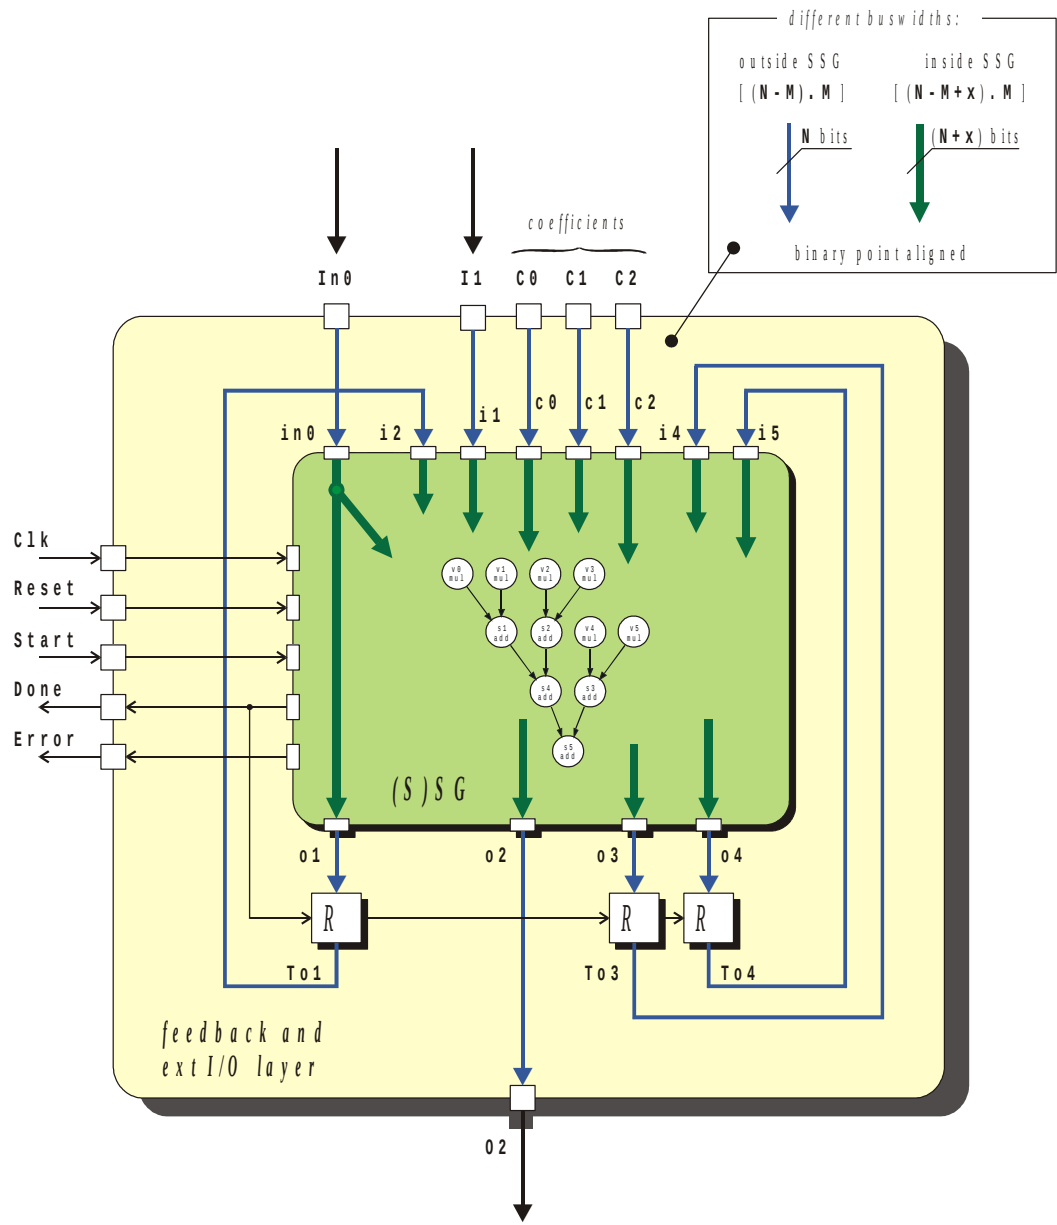 different buswidths:
outside SSG
inside SSG
[(N-M).M]
[(N-M+x).M]
N bits
(N+x) bits
binary point aligned
coefficients
In0
I1
C0
C1
C2
c0
c1
c2
i1
in0
i2
i4
i5
Clk
Reset
Start
Done
Error
v0
mul
v1
mul
v2
mul
v3
mul
s1
add
s2
add
v4
mul
v5
mul
s4
add
s3
add
s5
add
(S)SG
o1
o2
o3
o4
R
R
R
To1
To3
To4
feedback and
ext I/O layer
O2